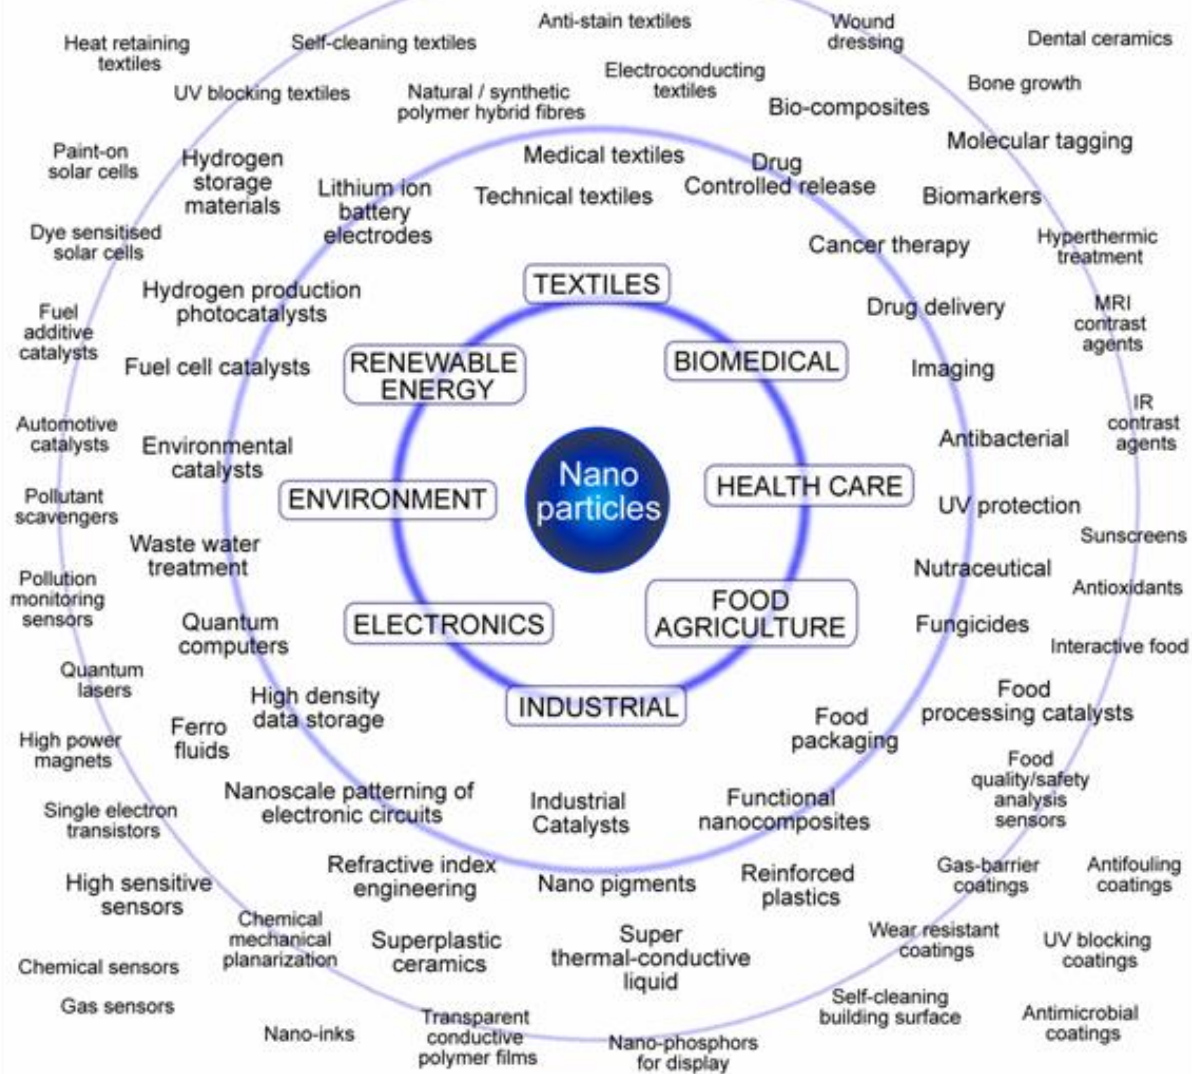 Anti-stain textiles
Wound
dressing
Heat retaining
textiles
Self-cleaning textiles
Dental ceramics
UV blocking textiles
Natural / synthetic
polymer hybrid fibres
Electroconducting
textiles
Bio-composites
Bone growth
Paint-on
solar cells
Hydrogen
storage
materials
Lithium ion
battery
electrodes
Medical textiles
Technical textiles
Drug
Controlled release
Molecular tagging
Biomarkers
Dye sensitised
solar cells
Cancer therapy
Hyperthermic
treatment
Hydrogen production
photocatalysts
TEXTILES
Drug delivery
MRI
contrast
agents
Fuel
additive
catalysts
Fuel cell catalysts
RENEWABLE
ENERGY
BIOMEDICAL
Imaging
IR
contrast
agents
Automotive
catalysts
Environmental
catalysts
Antibacterial
Pollutant
scavengers
ENVIRONMENT
Nano
particles
HEALTH CARE
UV protection
Sunscreens
Waste water
treatment
Nutraceutical
Antioxidants
Pollution
monitoring
sensors
Quantum
computers
ELECTRONICS
FOOD
AGRICULTURE
Fungicides
Interactive food
Quantum
lasers
High density
data storage
INDUSTRIAL
Food
packaging
Food
processing catalysts
High power
magnets
Ferro
fluids
Food
quality/safety
analysis
sensors
Single electron
transistors
Nanoscale patterning of
electronic circuits
Industrial
Catalysts
Functional
nanocomposites
High sensitive
sensors
Refractive index
engineering
Nano pigments
Reinforced
plastics
Gas-barrier
coatings
Antifouling
coatings
Chemical
mechanical
planarization
Superplastic
ceramics
Super
thermal-conductive
liquid
Wear resistant
coatings
UV blocking
coatings
Chemical sensors
Gas sensors
Nano-inks
Transparent
conductive
polymer films
Nano-phosphors
for display
Self-cleaning
building surface
Antimicrobial
coatings